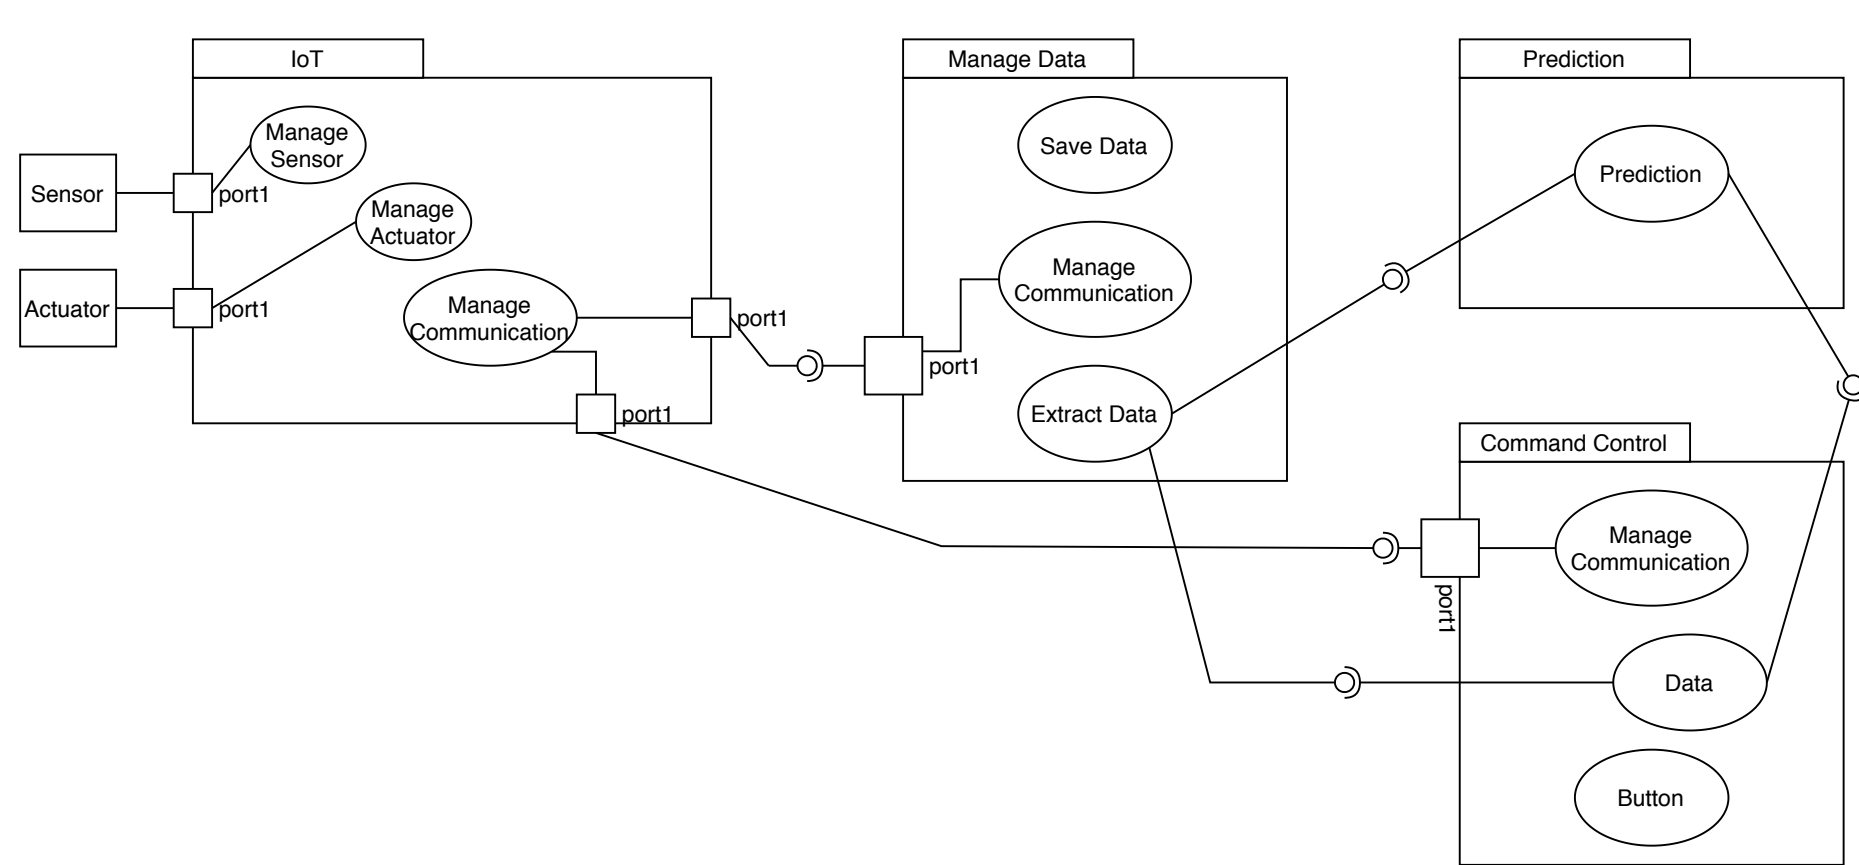 IoT
Manage
Sensor
Sensor
port1
Manage
Actuator
Actuator
port1
Manage
Communication
port1
port1
Manage Data
Save Data
Manage
Communication
port1
Extract Data
Prediction
Prediction
Command Control
Manage
Communication
port1
Data
Button